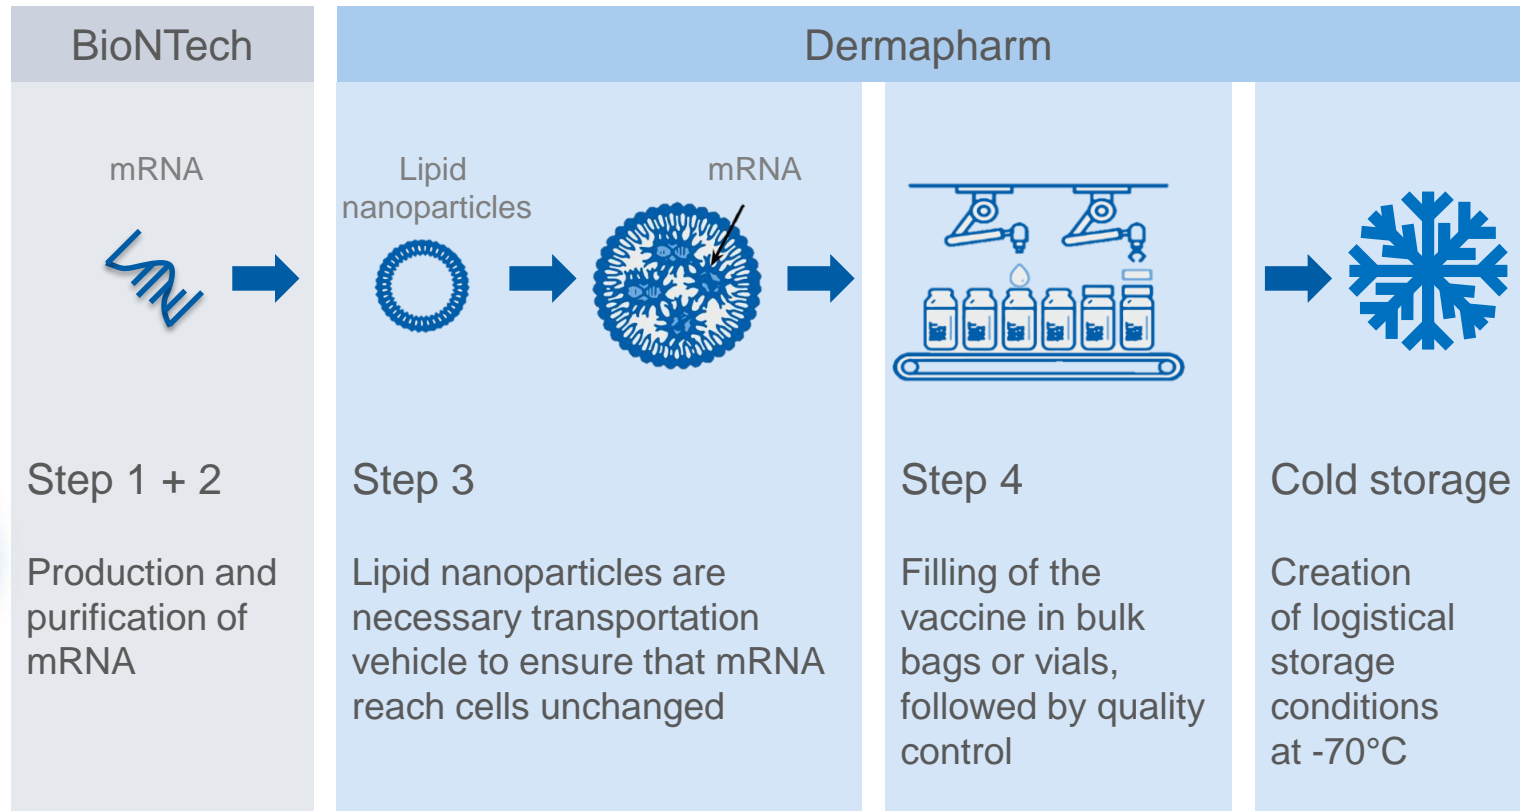 BioNTech
Dermapharm
mRNA
Lipid
nanoparticles
mRNA
Step 1 + 2
Production and
purification of
mRNA
Step 3
Lipid nanoparticles are
necessary transportation
vehicle to ensure that mRNA
reach cells unchanged
Step 4
Filling of the
vaccine in bulk
bags or vials,
followed by quality
control
Cold storage
Creation
of logistical
storage
conditions
at -70°C